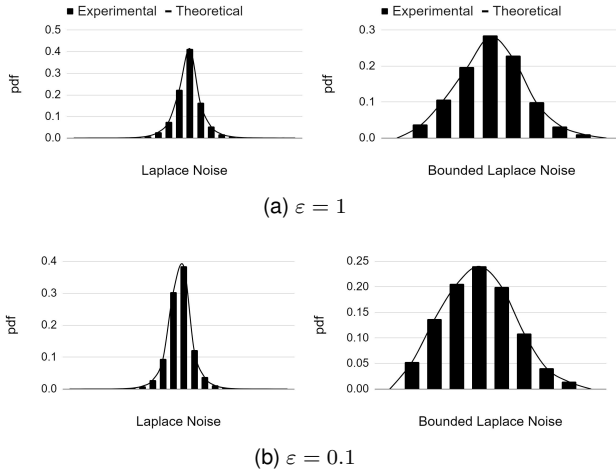 ■ Experimental − Theoretical
0.5
0.4
0.3
0.2
0.1
0.0
pdf
Laplace Noise
■ Experimental − Theoretical
0.3
0.2
0.1
0.0
pdf
Bounded Laplace Noise
(a) ε = 1
0.4
0.3
0.2
0.1
0.0
pdf
Laplace Noise
0.25
0.20
0.15
0.10
0.05
0.00
pdf
Bounded Laplace Noise
(b) ε = 0.1